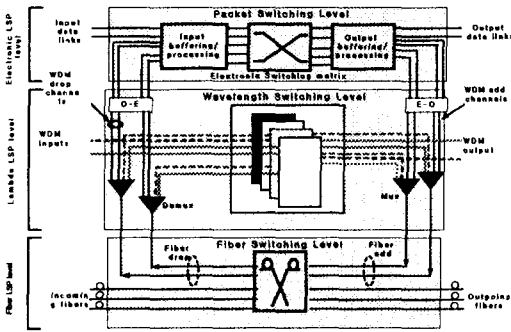 Packet Switching Level
Electronic LSP level
Input data links
Input buffering/ processing
Output buffering/ processing
Output data links
Electronic Switching matrix
WDM drop channels
O-E
Wavelength Switching Level
E-O
WDM add channels
Lambda LSP level
WDM inputs
WDM output
Demux
Mux
Fiber Switching Level
Fiber LSP level
Fiber drop
Fiber add
Incoming fibers
Outgoing fibers